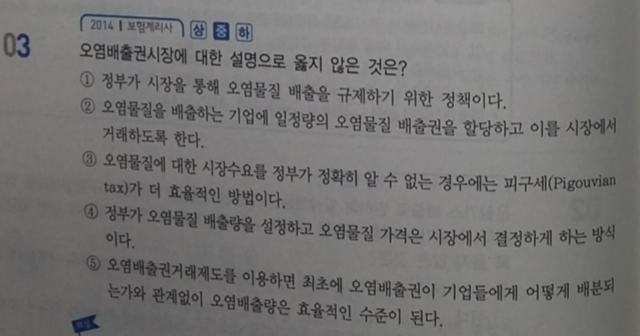 2014 | 보험계리사 상 중 하
03 오염배출권시장에 대한 설명으로 옳지 않은 것은?
① 정부가 시장을 통해 오염물질 배출을 규제하기 위한 정책이다.
② 오염물질을 배출하는 기업에 일정량의 오염물질 배출권을 할당하고 이를 시장에서
거래하도록 한다.
③ 오염물질에 대한 시장수요를 정부가 정확히 알 수 없는 경우에는 피구세(Pigouvian
tax)가 더 효율적인 방법이다.
④ 정부가 오염물질 배출량을 설정하고 오염물질 가격은 시장에서 결정하게 하는 방식
이다.
⑤ 오염배출권거래제도를 이용하면 최초에 오염배출권이 기업들에게 어떻게 배분되
는가와 관계없이 오염배출량은 효율적인 수준이 된다.
해설